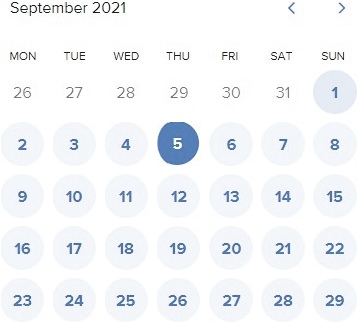 September 2021
MON TUE WED THU FRI SAT SUN
26 27 28 29 30 31 1
2 3 4 5 6 7 8
9 10 11 12 13 14 15
16 17 18 19 20 21 22
23 24 25 26 27 28 29